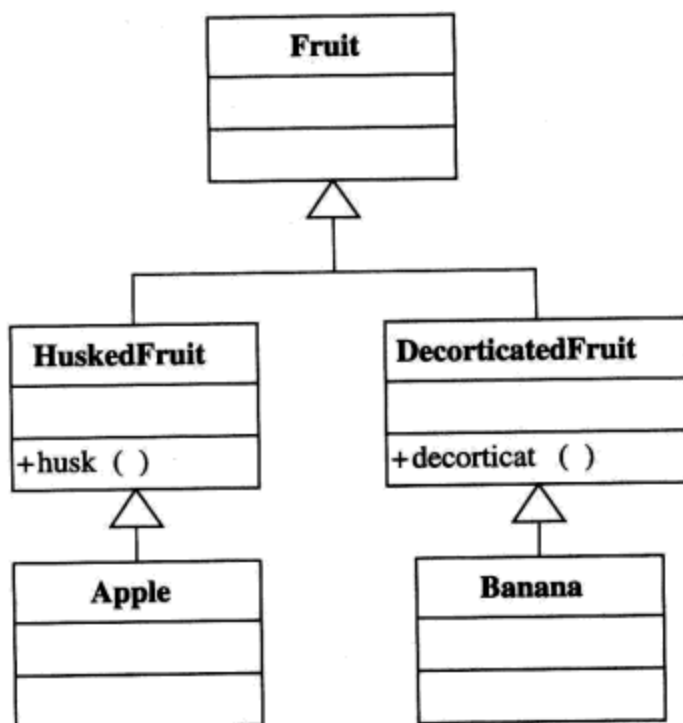 Fruit
HuskedFruit
+husk ( )
DecorticatedFruit
+decorticat ( )
Apple
Banana